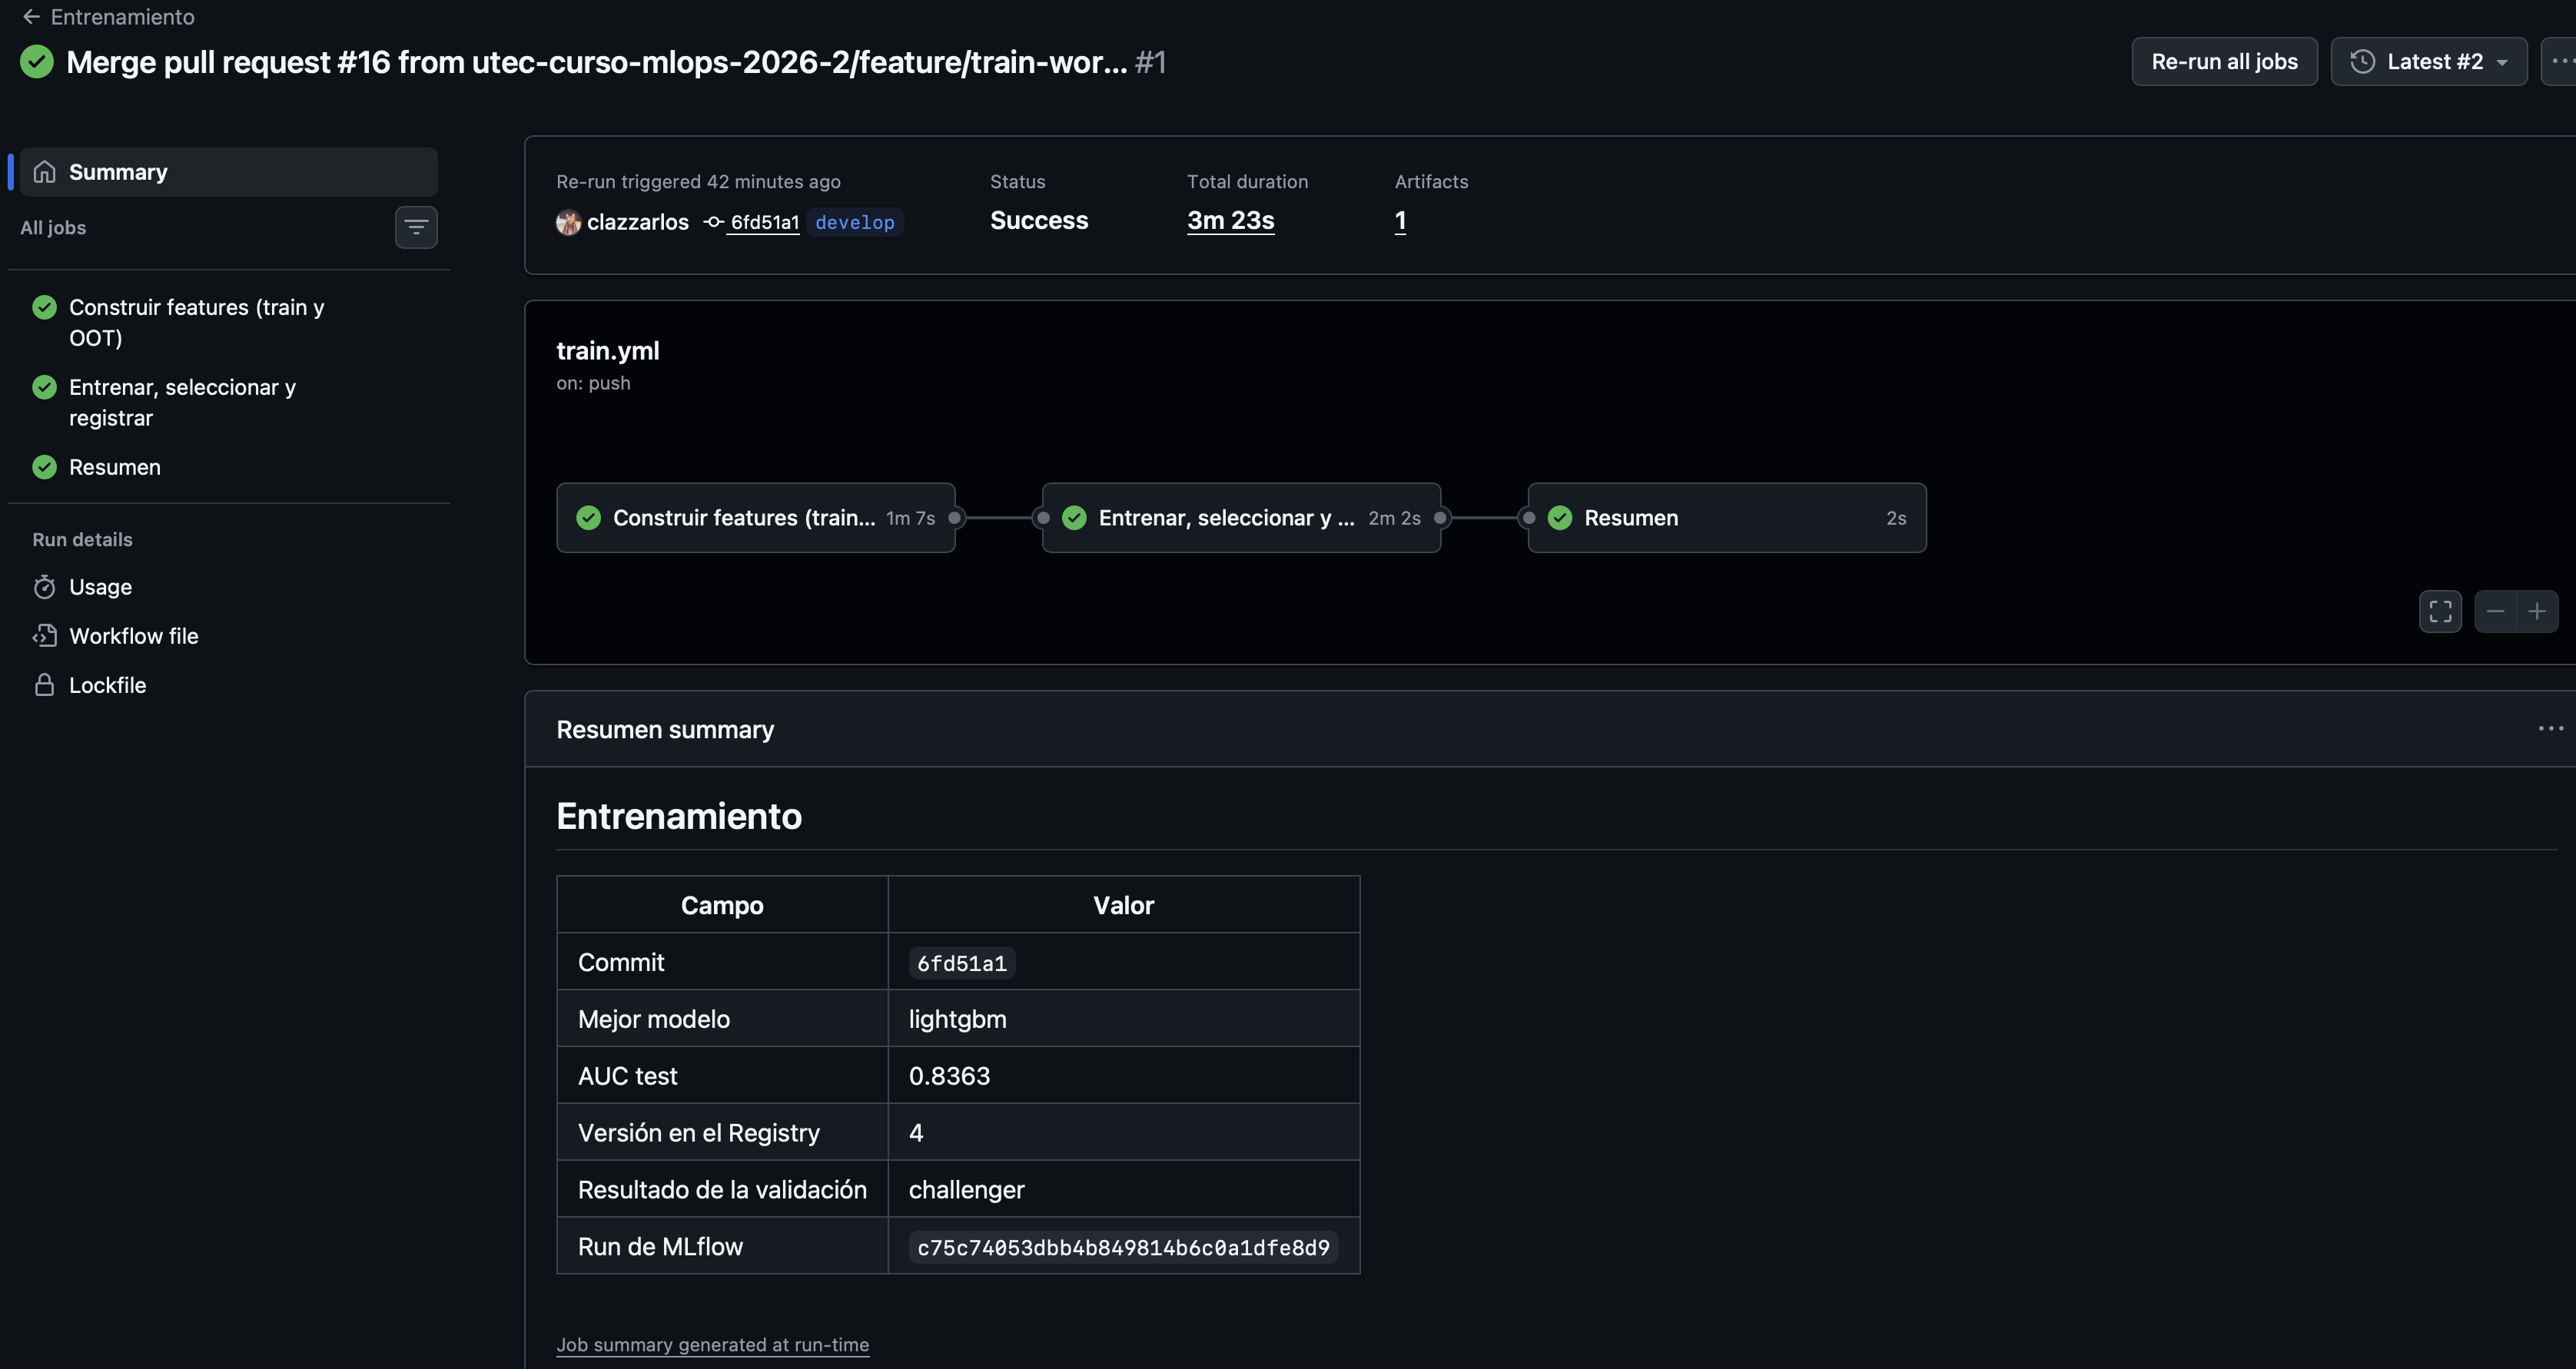 Entrenamiento
Merge pull request #16 from utec-curso-mlops-2026-2/feature/train-wor... #1
Re-run all jobs
Latest #2
Summary
All jobs
Construir features (train y
OOT)
Entrenar, seleccionar y
registrar
Resumen
Run details
Usage
Workflow file
Lockfile
Re-run triggered 42 minutes ago
clazzarlos 6fd51a1 develop
Status
Success
Total duration
3m 23s
Artifacts
1
train.yml
on: push
Construir features (train... 1m 7s
Entrenar, seleccionar y ... 2m 2s
Resumen 2s
Resumen summary
Entrenamiento
Campo Valor
Commit 6fd51a1
Mejor modelo lightgbm
AUC test 0.8363
Versión en el Registry 4
Resultado de la validación challenger
Run de MLflow c75c74053dbb4b849814b6c0a1dfe8d9
Job summary generated at run-time